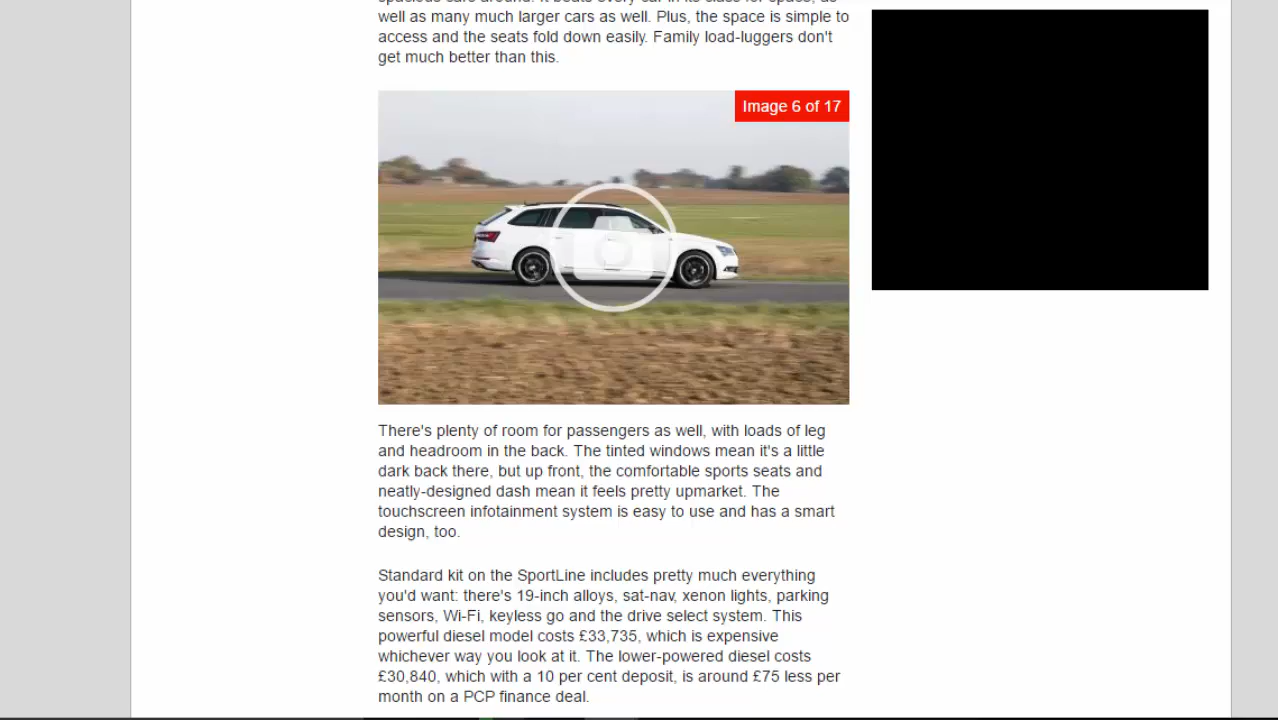 well as many much larger cars as well. Plus, the space is simple to
access and the seats fold down easily. Family load-luggers don't
get much better than this.
Image 6 of 17
There's plenty of room for passengers as well, with loads of leg
and headroom in the back. The tinted windows mean it's a little
dark back there, but up front, the comfortable sports seats and
neatly-designed dash mean it feels pretty upmarket. The
touchscreen infotainment system is easy to use and has a smart
design, too.
Standard kit on the SportLine includes pretty much everything
you'd want: there's 19-inch alloys, sat-nav, xenon lights, parking
sensors, Wi-Fi, keyless go and the drive select system. This
powerful diesel model costs £33,735, which is expensive
whichever way you look at it. The lower-powered diesel costs
£30,840, which with a 10 per cent deposit, is around £75 less per
month on a PCP finance deal.